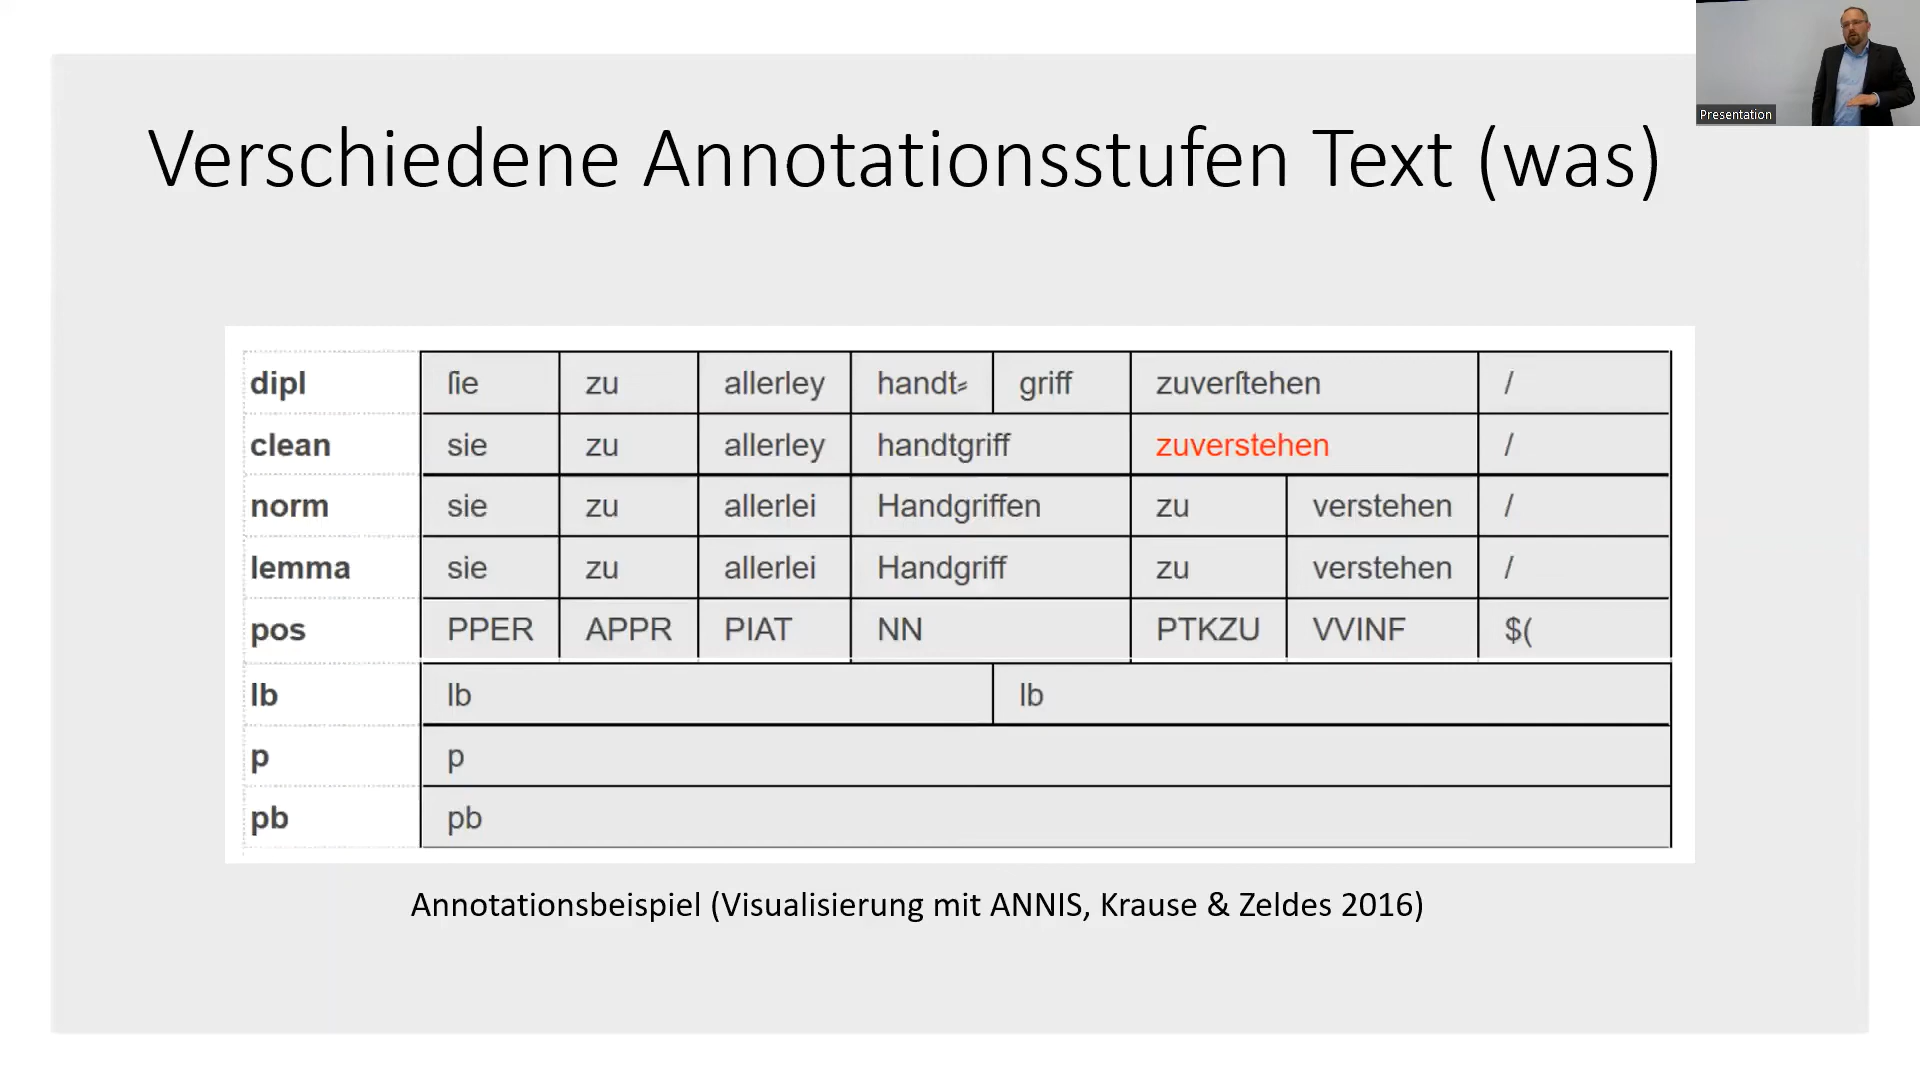 Presentation
Verschiedene Annotationsstufen Text (was)
dipl ſie zu allerley handt⸗ griff zuverſtehen /
clean sie zu allerley handtgriff zuverstehen /
norm sie zu allerlei Handgriffen zu verstehen /
lemma sie zu allerlei Handgriff zu verstehen /
pos PPER APPR PIAT NN PTKZU VVINF $(
lb lb lb
p p
pb pb
Annotationsbeispiel (Visualisierung mit ANNIS, Krause & Zeldes 2016)